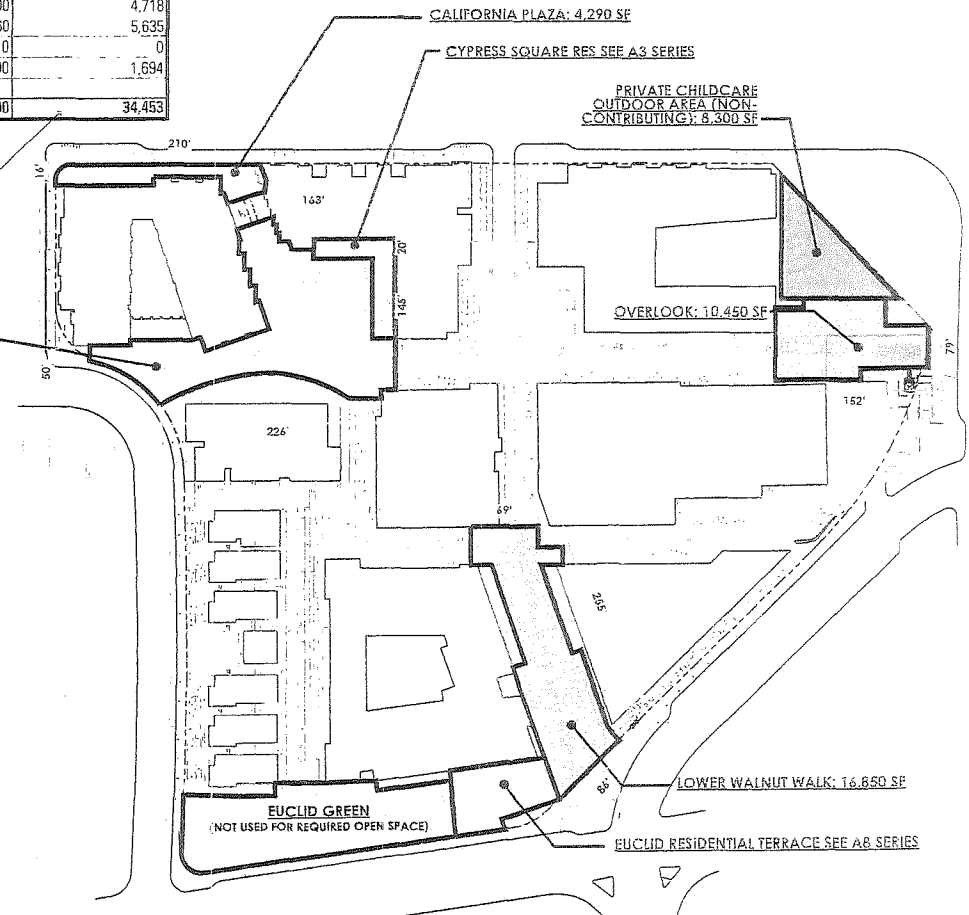 4,718
5,635
0
1,694
34,453
CALIFORNIA PLAZA: 4,290 SF
CYPRESS SQUARE RES SEE A3 SERIES
PRIVATE CHILDCARE
OUTDOOR AREA (NON-
CONTRIBUTING): 8,300 SF
210'
16'
163'
20'
145'
OVERLOOK: 10,450 SF
79'
50'
152'
226'
69'
255'
LOWER WALNUT WALK: 16,850 SF
EUCLID GREEN
(NOT USED FOR REQUIRED OPEN SPACE)
EUCLID RESIDENTIAL TERRACE SEE A8 SERIES